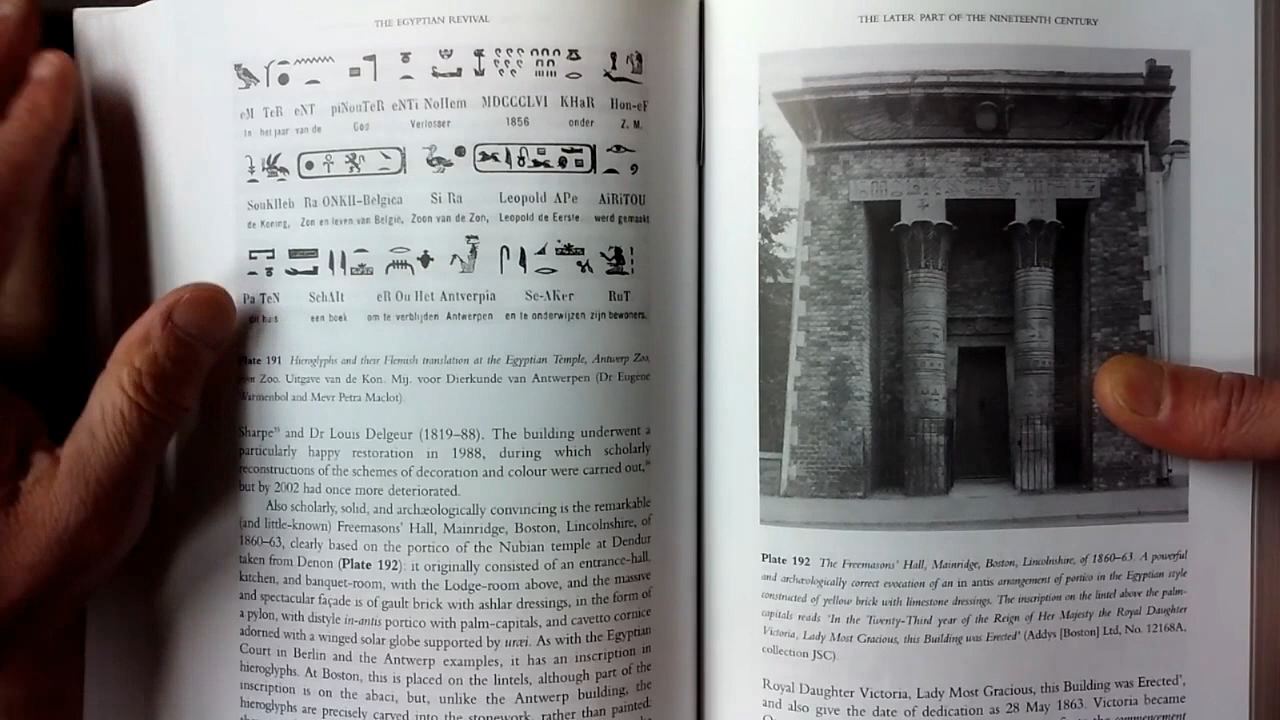 THE EGYPTIAN REVIVAL
eM TeR eNT piNouTeR eNTi NoHem MDCCCLVI KHaR Hon-eF
In het jaar van de God Verlosser 1856 onder Z. M.
SouKHeb Ra ONKH-Belgica Si Ra Leopold APe AiRiTOU
de Koning, Zon en leven van België, Zoon van de Zon, Leopold de Eerste werd gemaakt
Pa TeN SchAIt eR Ou Het Antverpia Se-AKer RuT
dit huis een boek om te verblijden Antwerpen en te onderwijzen zijn bewoners.
Plate 191 Hieroglyphs and their Flemish translation at the Egyptian Temple, Antwerp Zoo,
Zoo. Uitgave van de Kon. Mij. voor Dierkunde van Antwerpen (Dr Eugène
Warmenbol and Mevr Petra Maclot)
Sharpe and Dr Louis Delgeur (1819–88). The building underwent a
particularly happy restoration in 1988, during which scholarly
reconstructions of the schemes of decoration and colour were carried out,
but by 2002 had once more deteriorated.
Also scholarly, solid, and archæologically convincing is the remarkable
(and little-known) Freemasons' Hall, Mainridge, Boston, Lincolnshire, of
1860–63, clearly based on the portico of the Nubian temple at Dendur
taken from Denon (Plate 192): it originally consisted of an entrance-hall,
kitchen, and banquet-room, with the Lodge-room above, and the massive
and spectacular façade is of gault brick with ashlar dressings, in the form of
a pylon, with distyle in-antis portico with palm-capitals, and cavetto cornice
adorned with a winged solar globe supported by uræi. As with the Egyptian
Court in Berlin and the Antwerp examples, it has an inscription in
hieroglyphs. At Boston, this is placed on the lintels, although part of the
inscription is on the abaci, but, unlike the Antwerp building, the
hieroglyphs are precisely carved into the stonework, rather than painted:
THE LATER PART OF THE NINETEENTH CENTURY
Plate 192 The Freemasons' Hall, Mainridge, Boston, Lincolnshire, of 1860–63. A powerful
and archæologically correct evocation of an in antis arrangement of portico in the Egyptian style
constructed of yellow brick with limestone dressings. The inscription on the lintel above the palm-
capitals reads 'In the Twenty-Third year of the Reign of Her Majesty the Royal Daughter
Victoria, Lady Most Gracious, this Building was Erected' (Addys [Boston] Ltd, No. 12168A,
collection JSC)
Royal Daughter Victoria, Lady Most Gracious, this Building was Erected',
and also give the date of dedication as 28 May 1863. Victoria became